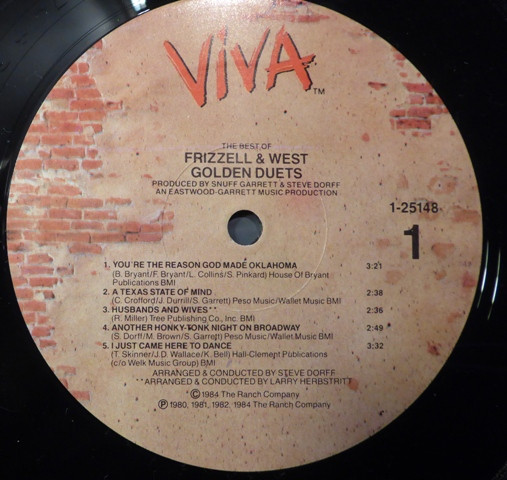 ViVA
TM
THE BEST OF
FRIZZELL & WEST
GOLDEN DUETS
PRODUCED BY SNUFF GARRETT & STEVE DORFF
AN EASTWOOD-GARRETT MUSIC PRODUCTION
1-25148
1
1. YOU'RE THE REASON GOD MADE OKLAHOMA 3:21
(B. Bryant/F. Bryant/L. Collins/S. Pinkard) House Of Bryant
Publications BMI
2. A TEXAS STATE OF MIND 2:38
(C. Crofford/J. Durrill/S. Garrett) Peso Music/Wallet Music BMI
3. HUSBANDS AND WIVES** 2:36
(R. Miller) Tree Publishing Co., Inc. BMI
4. ANOTHER HONKY-TONK NIGHT ON BROADWAY 2:49
(S. Dorff/M. Brown/S. Garrett) Peso Music/Wallet Music BMI
5. I JUST CAME HERE TO DANCE 3:32
(T. Skinner/J.D. Wallace/K. Bell) Hall-Clement Publications
(c/o Welk Music Group) BMI
ARRANGED & CONDUCTED BY STEVE DORFF
**ARRANGED & CONDUCTED BY LARRY HERBSTRITT
© 1984 The Ranch Company
℗ 1980, 1981, 1982, 1984 The Ranch Company